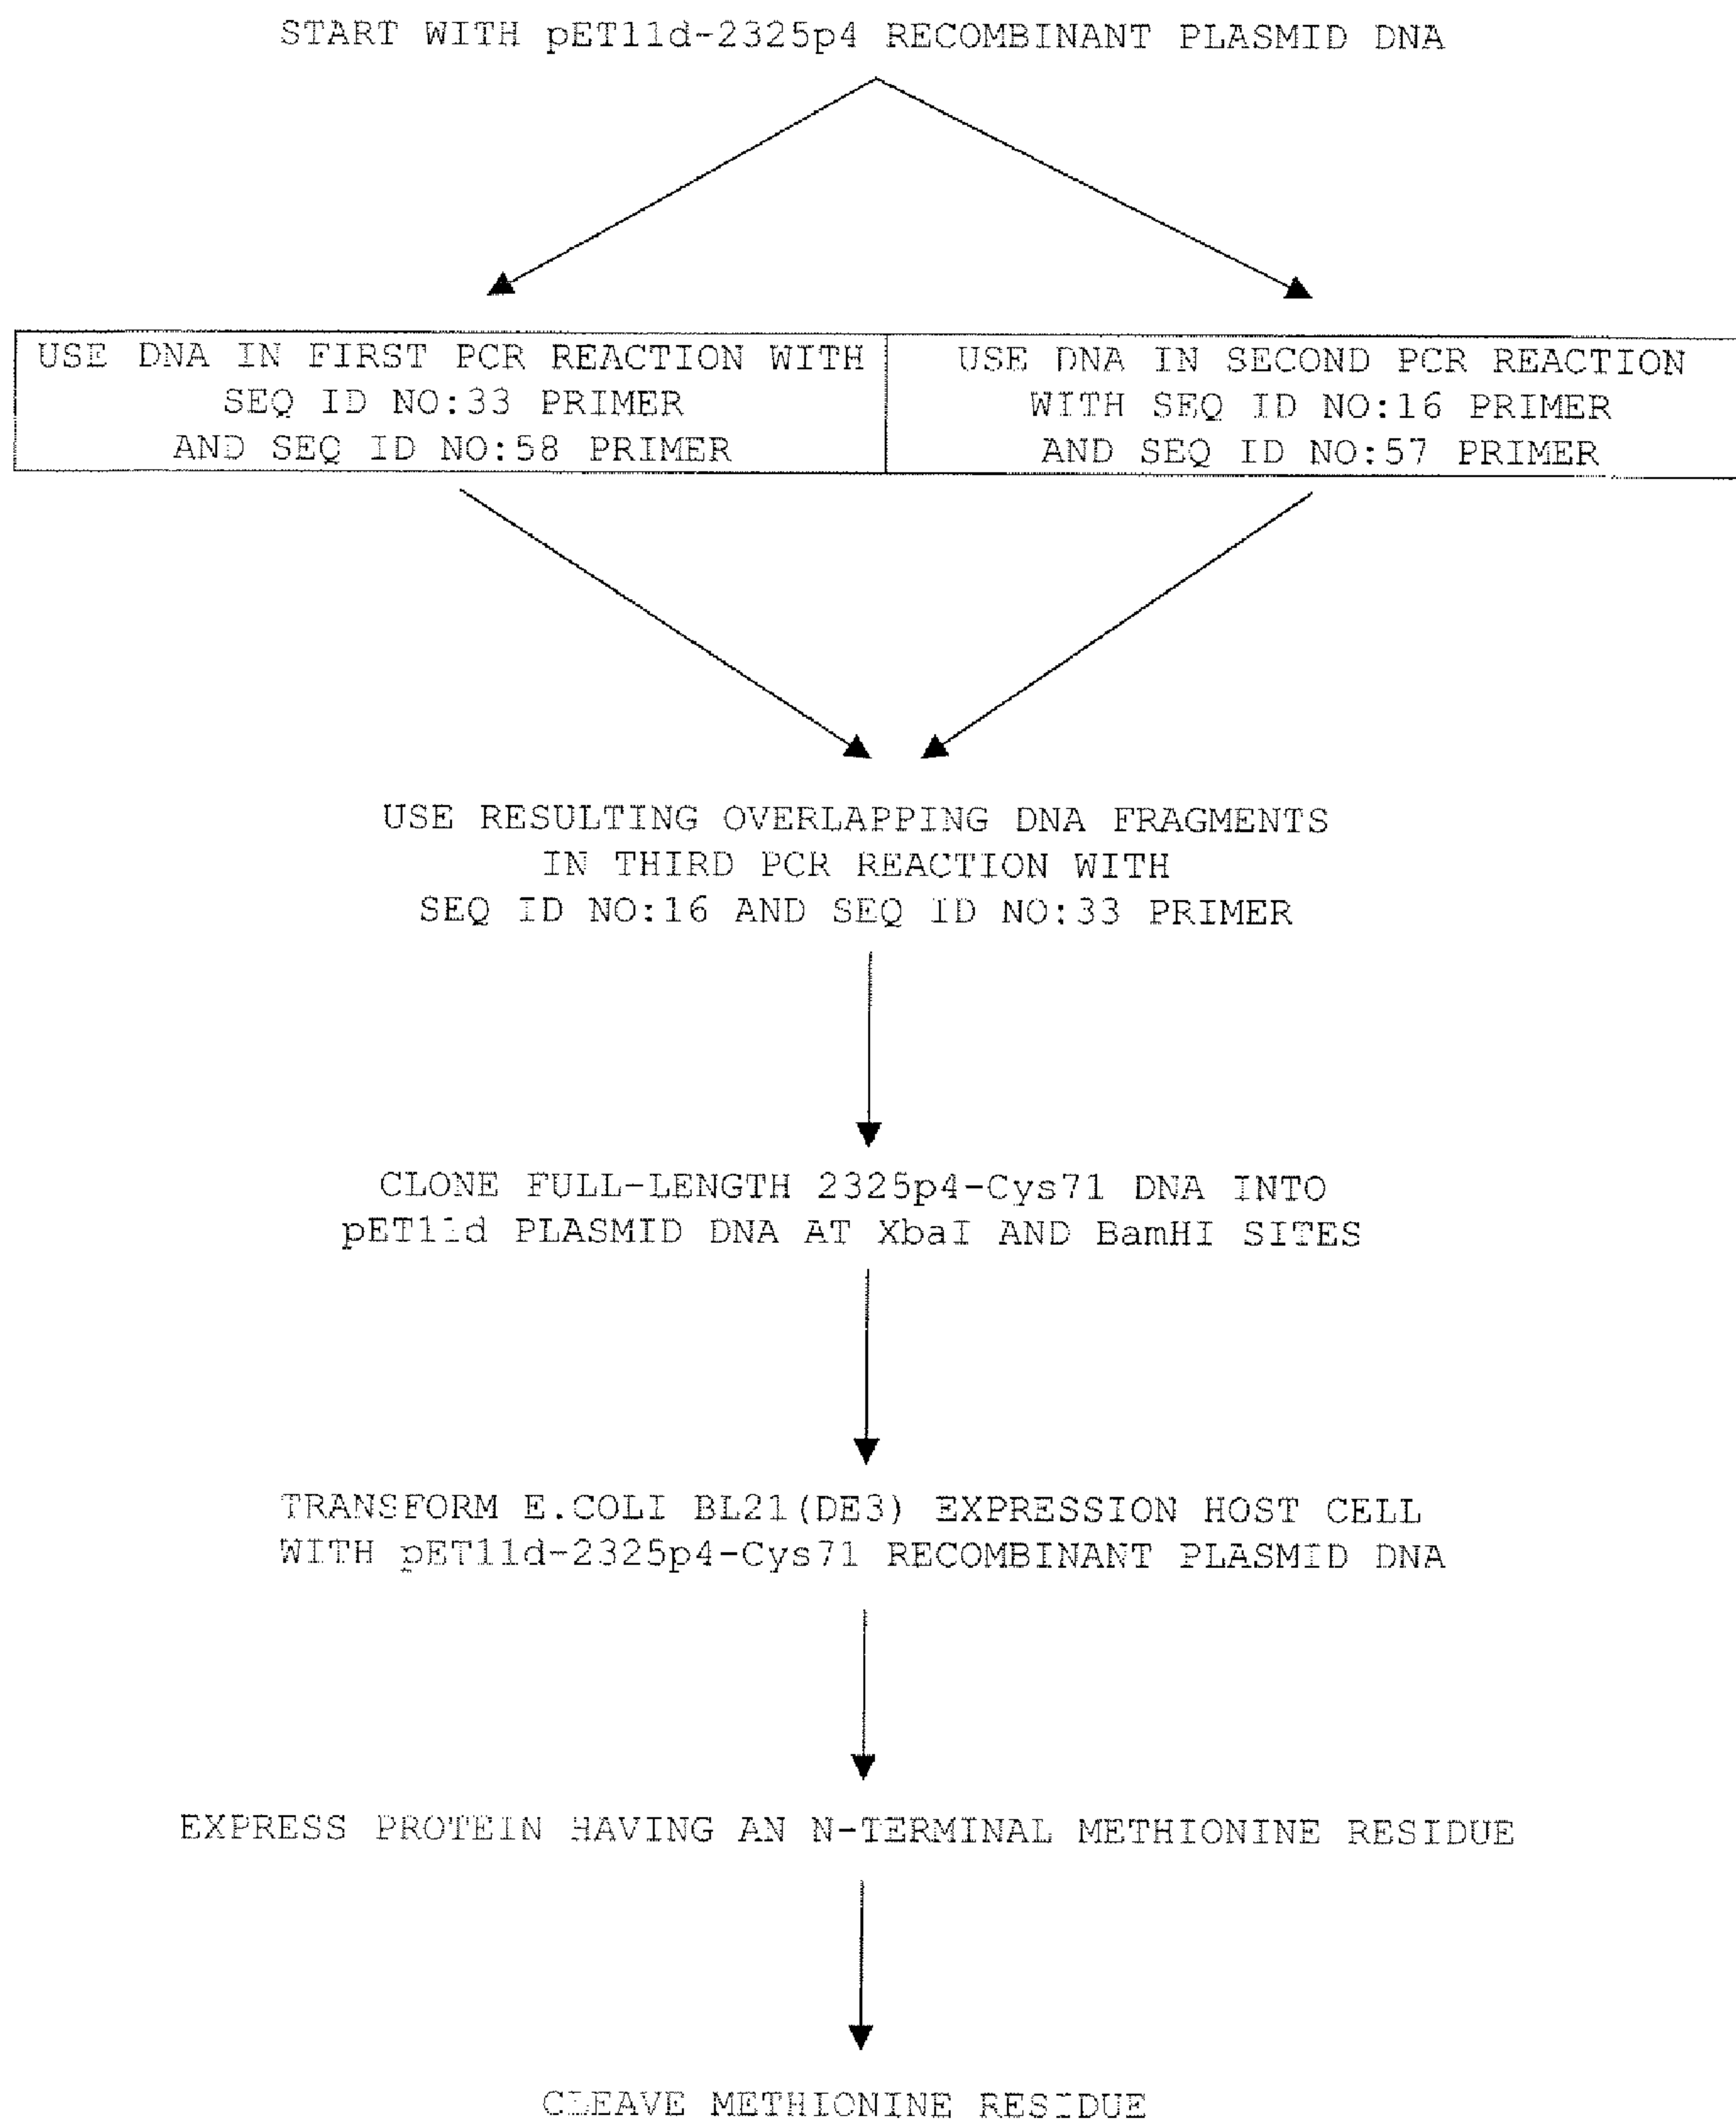 START WITH pET11d-2325p4 RECOMBINANT PLASMID DNA
USE DNA IN FIRST PCR REACTION WITH
SEQ ID NO:33 PRIMER
AND SEQ ID NO:58 PRIMER
USE DNA IN SECOND PCR REACTION
WITH SEQ ID NO:16 PRIMER
AND SEQ ID NO:57 PRIMER
USE RESULTING OVERLAPPING DNA FRAGMENTS
IN THIRD PCR REACTION WITH
SEQ ID NO:16 AND SEQ ID NO:33 PRIMER
CLONE FULL-LENGTH 2325p4-Cys71 DNA INTO
pET11d PLASMID DNA AT XbaI AND BamHI SITES
TRANSFORM E.COLI BL21(DE3) EXPRESSION HOST CELL
WITH pET11d-2325p4-Cys71 RECOMBINANT PLASMID DNA
EXPRESS PROTEIN HAVING AN N-TERMINAL METHIONINE RESIDUE
CLEAVE METHIONINE RESIDUE